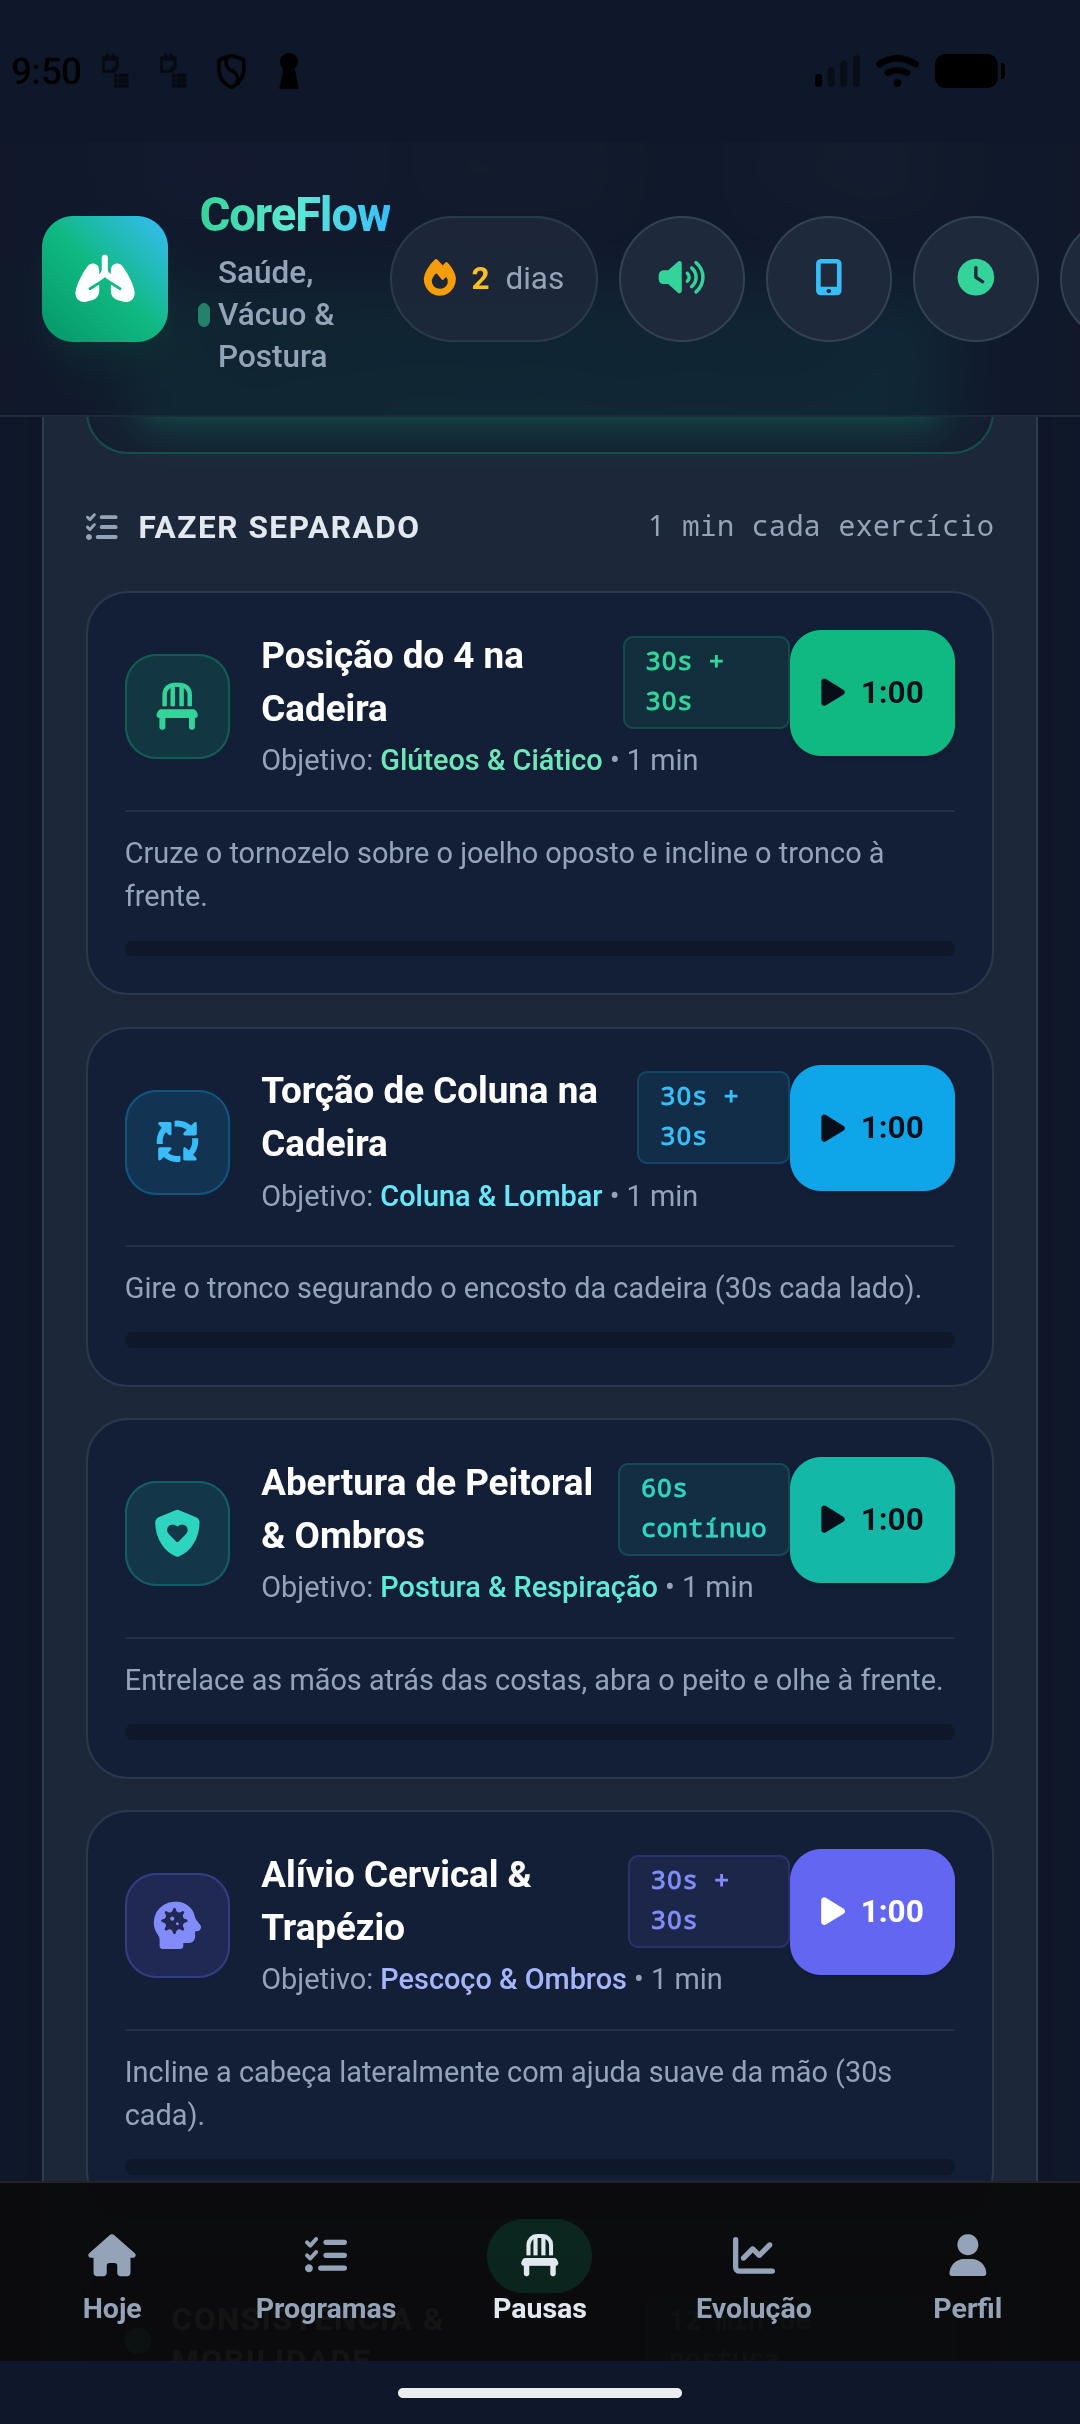 9:50
CoreFlow
Saúde,
Vácuo &
Postura
2 dias
FAZER SEPARADO
1 min cada exercício
Posição do 4 na
Cadeira
30s +
30s
1:00
Objetivo: Glúteos & Ciático • 1 min
Cruze o tornozelo sobre o joelho oposto e incline o tronco à
frente.
Torção de Coluna na
Cadeira
30s +
30s
1:00
Objetivo: Coluna & Lombar • 1 min
Gire o tronco segurando o encosto da cadeira (30s cada lado).
Abertura de Peitoral
& Ombros
60s
contínuo
1:00
Objetivo: Postura & Respiração • 1 min
Entrelace as mãos atrás das costas, abra o peito e olhe à frente.
Alívio Cervical &
Trapézio
30s +
30s
1:00
Objetivo: Pescoço & Ombros • 1 min
Incline a cabeça lateralmente com ajuda suave da mão (30s
cada).
Hoje
Programas
Pausas
Evolução
Perfil
CONSISTÊNCIA &
MOBILIDADE